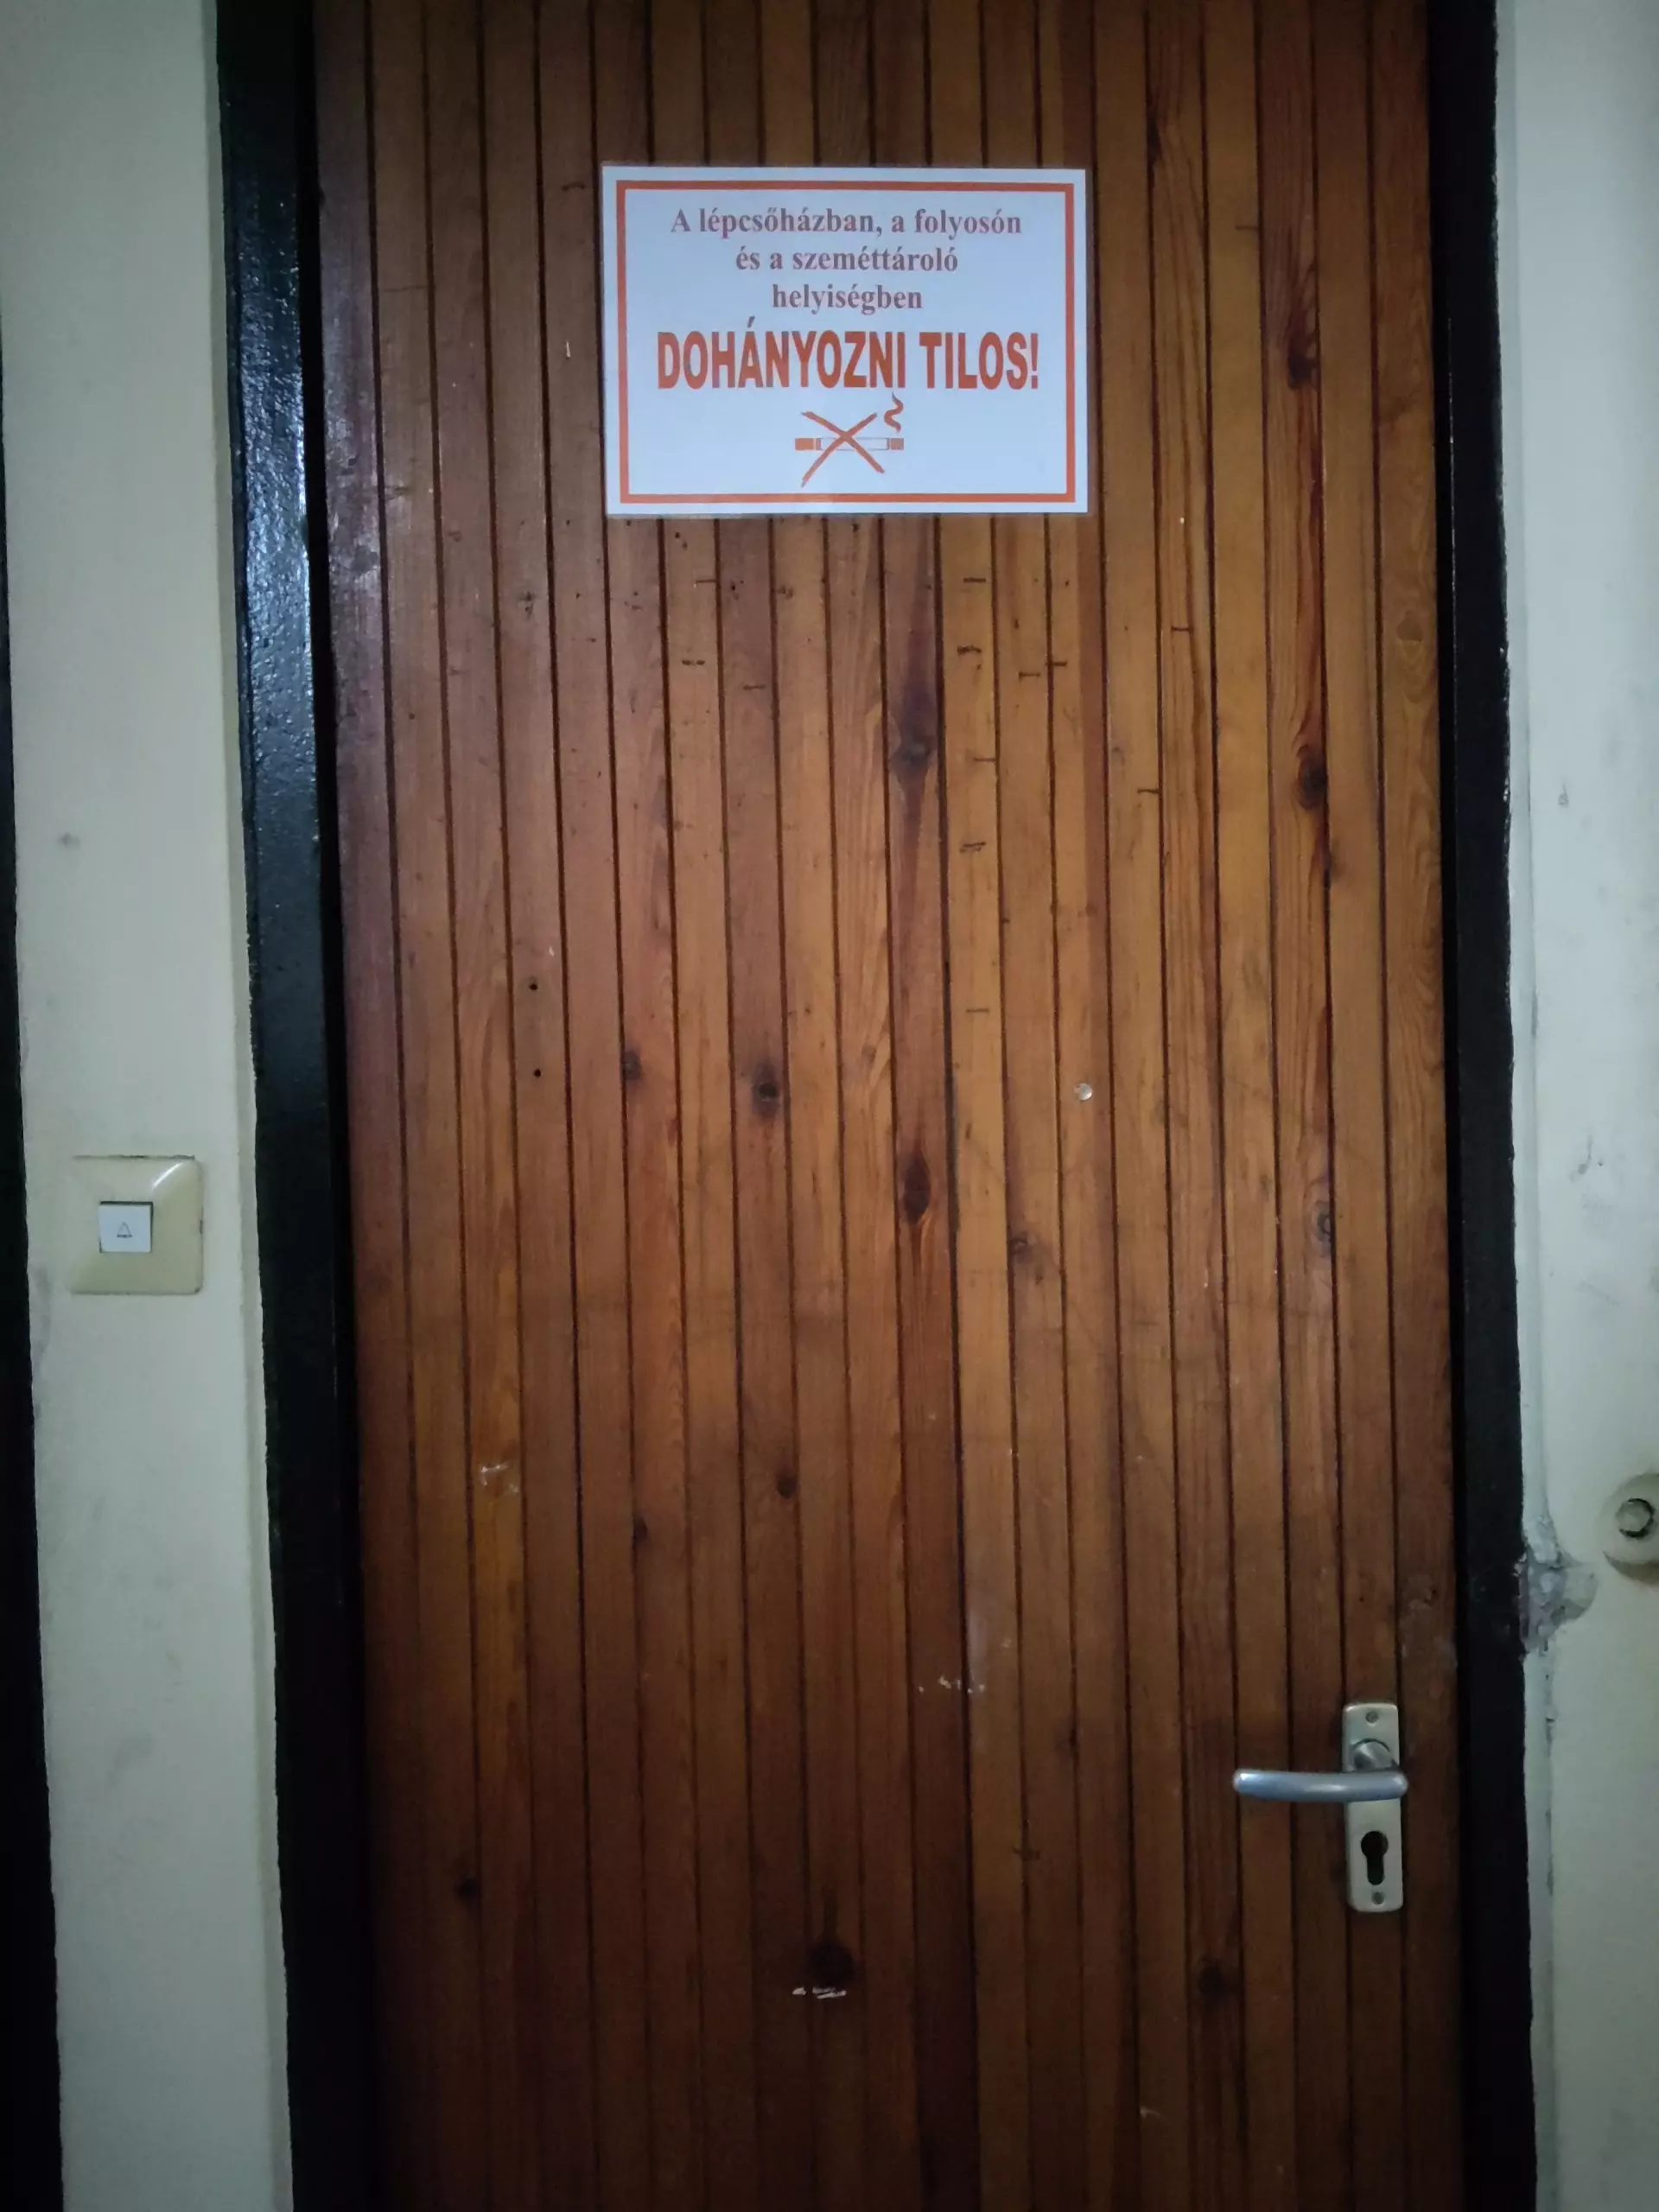 A lépcsőházban, a folyosón
és a szeméttároló
helyiségben
DOHÁNYOZNI TILOS!